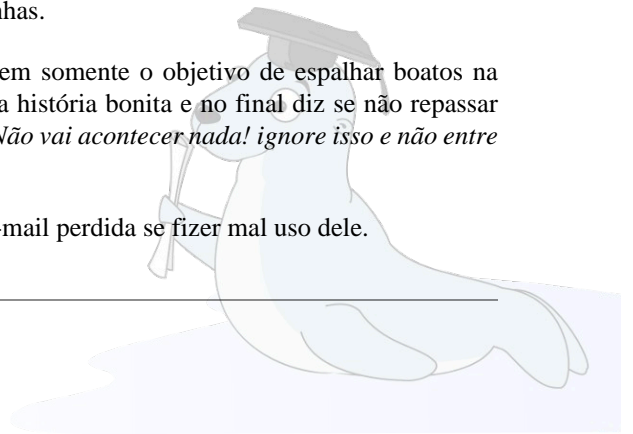 nhas.
em somente o objetivo de espalhar boatos na
a história bonita e no final diz se não repassar
Não vai acontecer nada! ignore isso e não entre
-mail perdida se fizer mal uso dele.